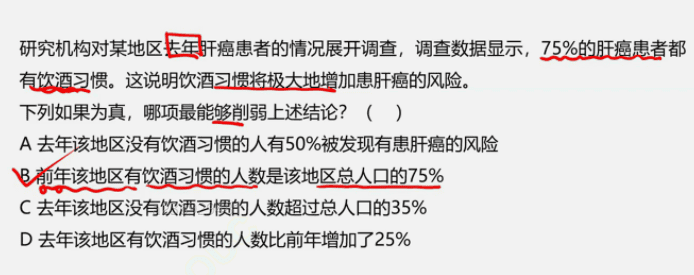 研究机构对某地区去年肝癌患者的情况展开调查，调查数据显示，75%的肝癌患者都
有饮酒习惯。这说明饮酒习惯将极大地增加患肝癌的风险。
下列如果为真，哪项最能够削弱上述结论？（ ）
A 去年该地区没有饮酒习惯的人有50%被发现有患肝癌的风险
B 前年该地区有饮酒习惯的人数是该地区总人口的75%
C 去年该地区没有饮酒习惯的人数超过总人口的35%
D 去年该地区有饮酒习惯的人数比前年增加了25%